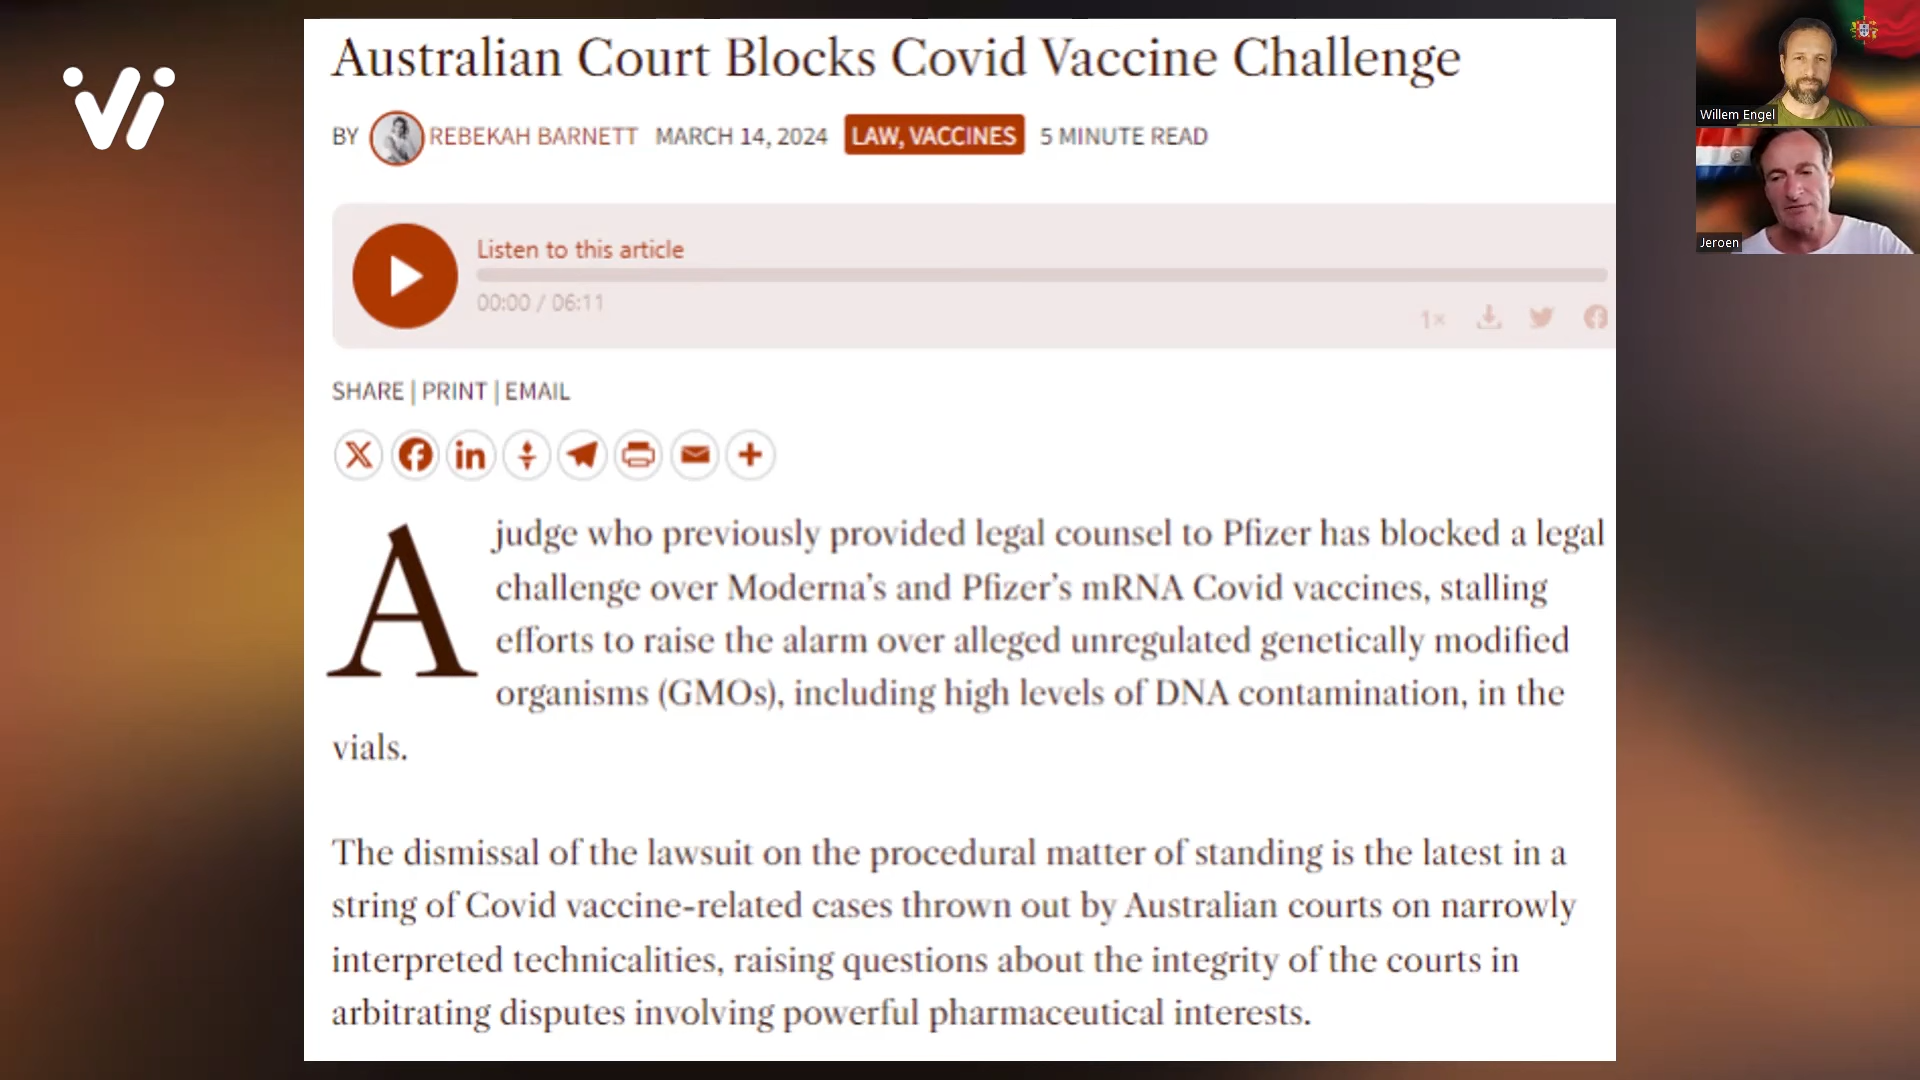 Vi
Australian Court Blocks Covid Vaccine Challenge
BY REBEKAH BARNETT MARCH 14, 2024 LAW, VACCINES 5 MINUTE READ
Listen to this article
00:00 / 06:11
1×
SHARE | PRINT | EMAIL
A judge who previously provided legal counsel to Pfizer has blocked a legal
challenge over Moderna’s and Pfizer’s mRNA Covid vaccines, stalling
efforts to raise the alarm over alleged unregulated genetically modified
organisms (GMOs), including high levels of DNA contamination, in the
vials.
The dismissal of the lawsuit on the procedural matter of standing is the latest in a
string of Covid vaccine-related cases thrown out by Australian courts on narrowly
interpreted technicalities, raising questions about the integrity of the courts in
arbitrating disputes involving powerful pharmaceutical interests.
Willem Engel
Jeroen